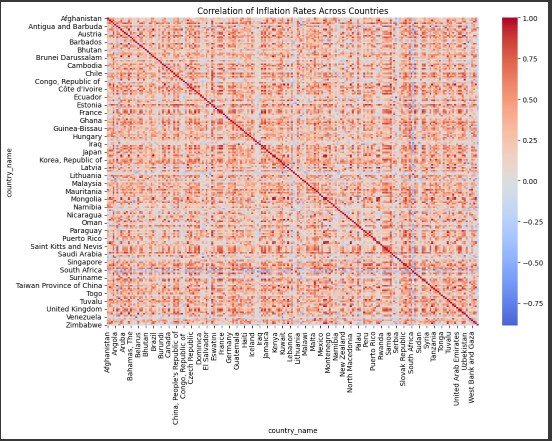 Correlation of Inflation Rates Across Countries
country_name
Afghanistan
Antigua and Barbuda
Austria
Barbados
Bhutan
Brunei Darussalam
Cambodia
Chile
Congo, Republic of
Côte d'Ivoire
Ecuador
Estonia
France
Ghana
Guinea-Bissau
Hungary
Iraq
Japan
Korea, Republic of
Latvia
Lithuania
Malaysia
Mauritania
Mongolia
Namibia
Nicaragua
Oman
Paraguay
Puerto Rico
Saint Kitts and Nevis
Saudi Arabia
Singapore
South Africa
Suriname
Taiwan Province of China
Togo
Tuvalu
United Kingdom
Venezuela
Zimbabwe
Afghanistan
Angola
Aruba
Bahamas, The
Belarus
Bhutan
Brazil
Burundi
Canada
China, People's Republic of
Congo, Republic of
Czech Republic
Dominica
El Salvador
Eswatini
France
Germany
Guatemala
Haiti
Iceland
Iraq
Jamaica
Kenya
Kuwait
Lebanon
Lithuania
Malawi
Malta
Mexico
Montenegro
Namibia
New Zealand
North Macedonia
Palau
Peru
Puerto Rico
Rwanda
Samoa
Serbia
Slovak Republic
South Africa
Sudan
Syria
Tanzania
Tonga
Tuvalu
United Arab Emirates
Uzbekistan
West Bank and Gaza
country_name
1.00
0.75
0.50
0.25
0.00
−0.25
−0.50
−0.75